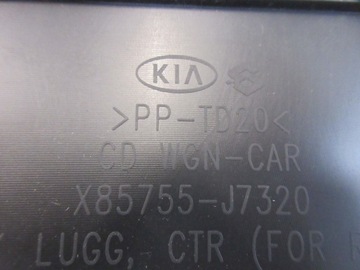 KIA
>PP-TD20<
CD WGN-CAR
X85755-J7320
LUGG, CTR (FOR